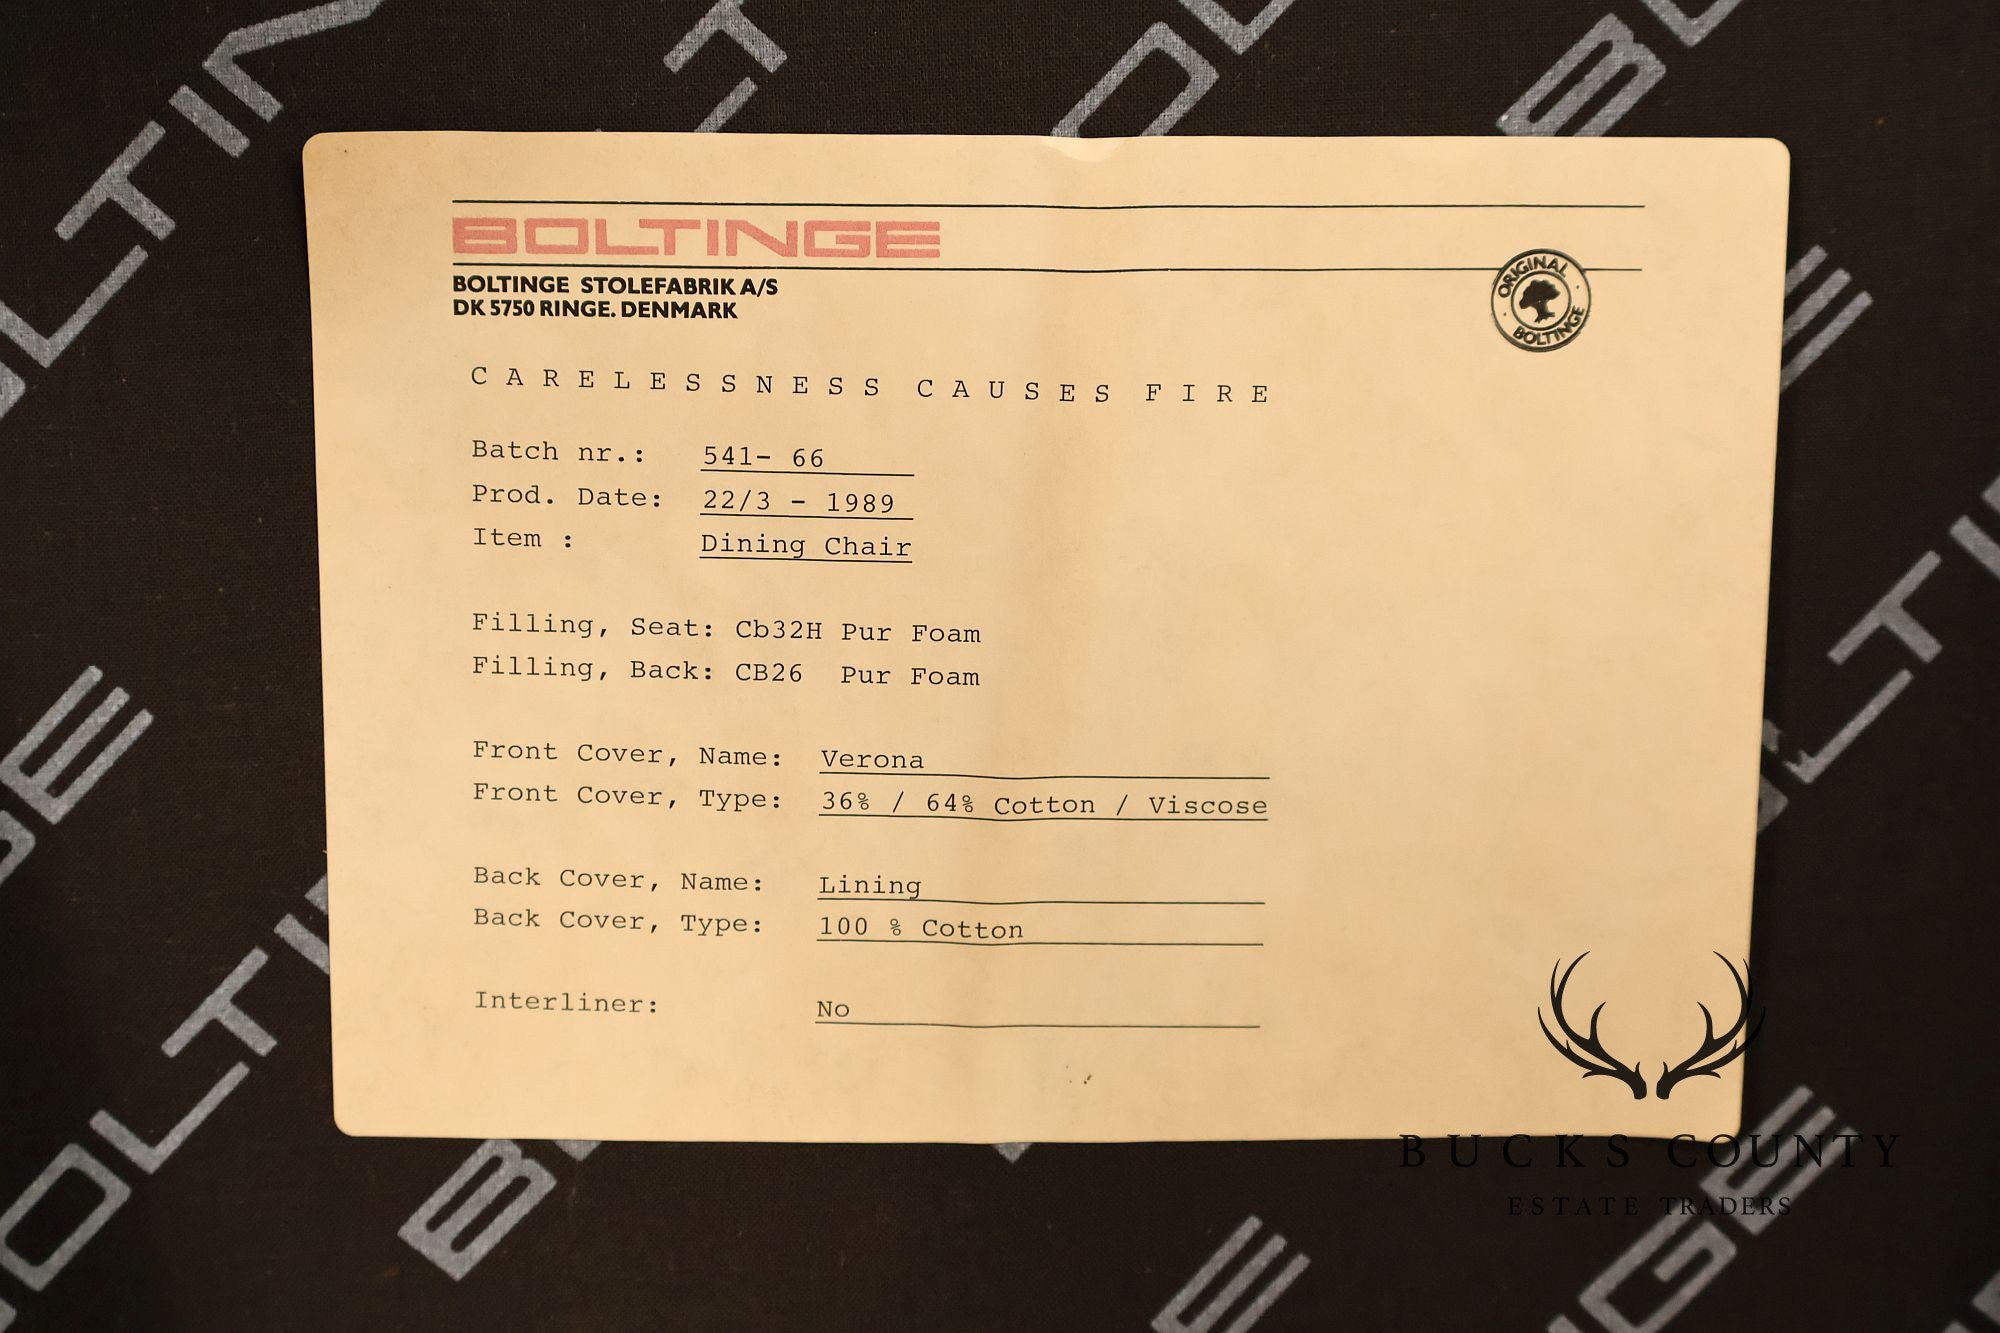 BOLTINGE
BOLTINGE STOLEFABRIK A/S
DK 5750 RINGE. DENMARK
ORIGINAL
BOLTINGE
CARELESSNESS CAUSES FIRE
Batch nr.: 541- 66
Prod. Date: 22/3 - 1989
Item : Dining Chair
Filling, Seat: Cb32H Pur Foam
Filling, Back: CB26 Pur Foam
Front Cover, Name: Verona
Front Cover, Type: 36% / 64% Cotton / Viscose
Back Cover, Name: Lining
Back Cover, Type: 100 % Cotton
Interliner: No
BUCKS COUNTY
ESTATE TRADERS